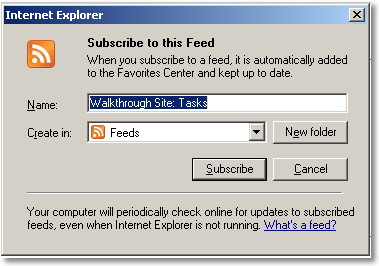 Internet Explorer
Subscribe to this Feed
When you subscribe to a feed, it is automatically added
to the Favorites Center and kept up to date.
Name: Walkthrough Site: Tasks
Create in: Feeds New folder
Subscribe Cancel
Your computer will periodically check online for updates to subscribed
feeds, even when Internet Explorer is not running. What's a feed?